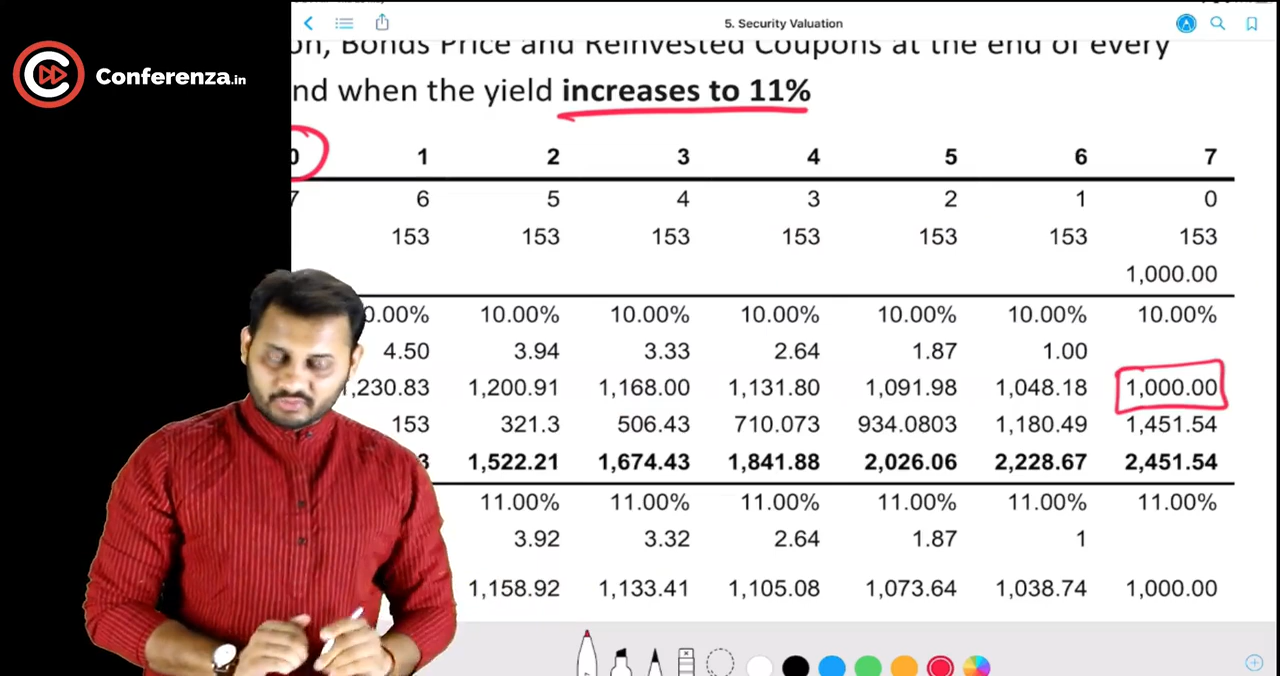 5. Security Valuation
Conferenza.in
on, Bonds Price and Reinvested Coupons at the end of every
nd when the yield increases to 11%
0 1 2 3 4 5 6 7
7 6 5 4 3 2 1 0
153 153 153 153 153 153 153
1,000.00
0.00% 10.00% 10.00% 10.00% 10.00% 10.00% 10.00%
4.50 3.94 3.33 2.64 1.87 1.00
1,230.83 1,200.91 1,168.00 1,131.80 1,091.98 1,048.18 1,000.00
153 321.3 506.43 710.073 934.0803 1,180.49 1,451.54
3 1,522.21 1,674.43 1,841.88 2,026.06 2,228.67 2,451.54
11.00% 11.00% 11.00% 11.00% 11.00% 11.00%
3.92 3.32 2.64 1.87 1
1,158.92 1,133.41 1,105.08 1,073.64 1,038.74 1,000.00